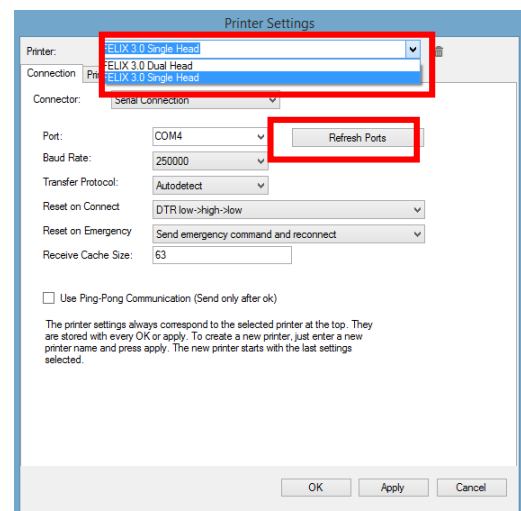 Printer Settings
Printer: FELIX 3.0 Single Head
FELIX 3.0 Dual Head
FELIX 3.0 Single Head
Connection
Connector: Serial Connection
Port: COM4 Refresh Ports
Baud Rate: 250000
Transfer Protocol: Autodetect
Reset on Connect DTR low->high->low
Reset on Emergency Send emergency command and reconnect
Receive Cache Size: 63
Use Ping-Pong Communication (Send only after ok)
The printer settings always correspond to the selected printer at the top. They
are stored with every OK or apply. To create a new printer, just enter a new
printer name and press apply. The new printer starts with the last settings
selected.
OK Apply Cancel